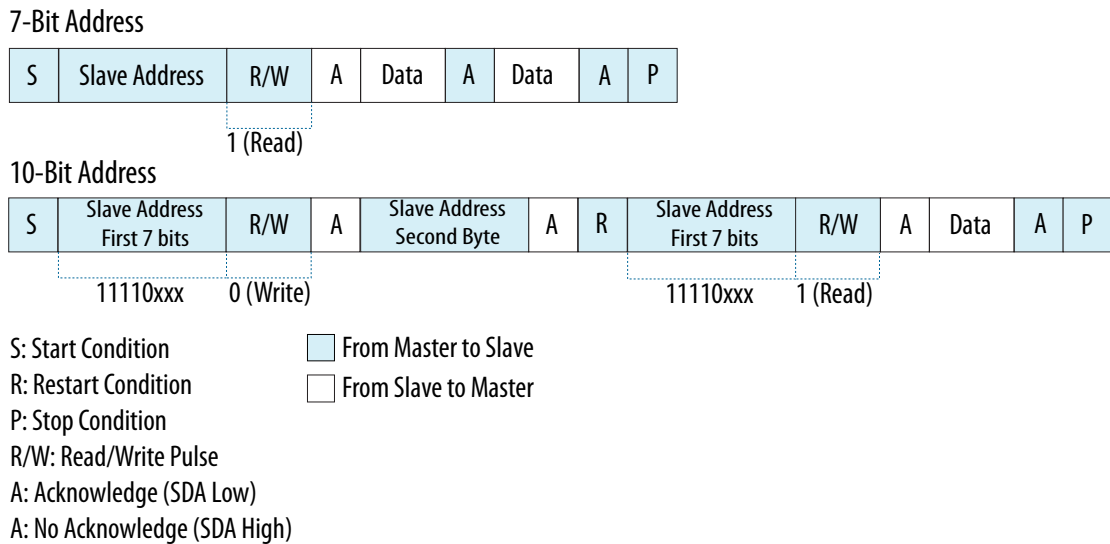 7-Bit Address
S Slave Address R/W A Data A Data A P
1 (Read)
10-Bit Address
S Slave Address First 7 bits R/W A Slave Address Second Byte A R Slave Address First 7 bits R/W A Data A P
11110xxx 0 (Write) 11110xxx 1 (Read)
S: Start Condition
From Master to Slave
R: Restart Condition
From Slave to Master
P: Stop Condition
R/W: Read/Write Pulse
A: Acknowledge (SDA Low)
A: No Acknowledge (SDA High)